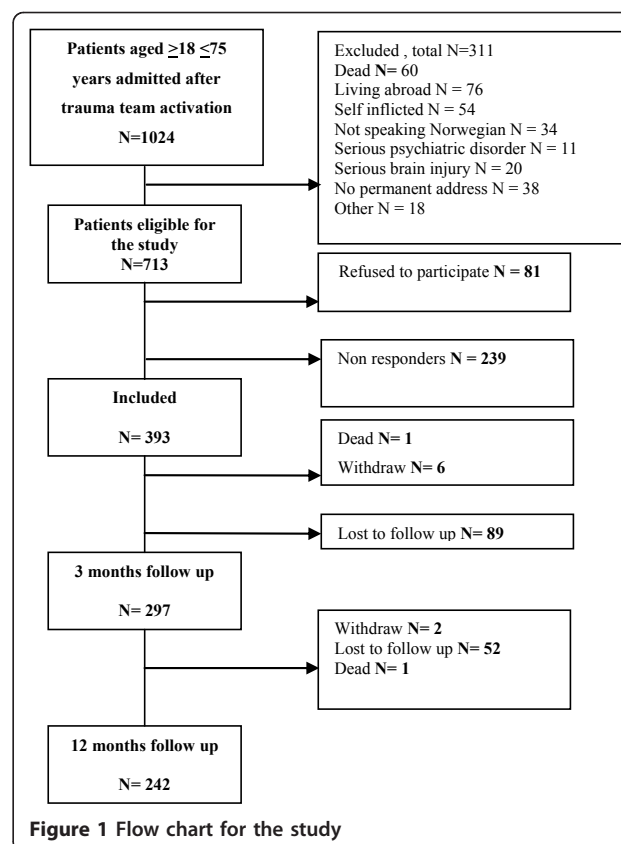 Patients aged ≥18 ≤75
years admitted after
trauma team activation
N=1024
Excluded , total N=311
Dead N= 60
Living abroad N = 76
Self inflicted N = 54
Not speaking Norwegian N = 34
Serious psychiatric disorder N = 11
Serious brain injury N = 20
No permanent address N = 38
Other N = 18
Patients eligible for
the study
N=713
Refused to participate N = 81
Non responders N = 239
Included
N= 393
Dead N= 1
Withdraw N= 6
Lost to follow up N= 89
3 months follow up
N= 297
Withdraw N= 2
Lost to follow up N= 52
Dead N= 1
12 months follow up
N= 242
Figure 1 Flow chart for the study